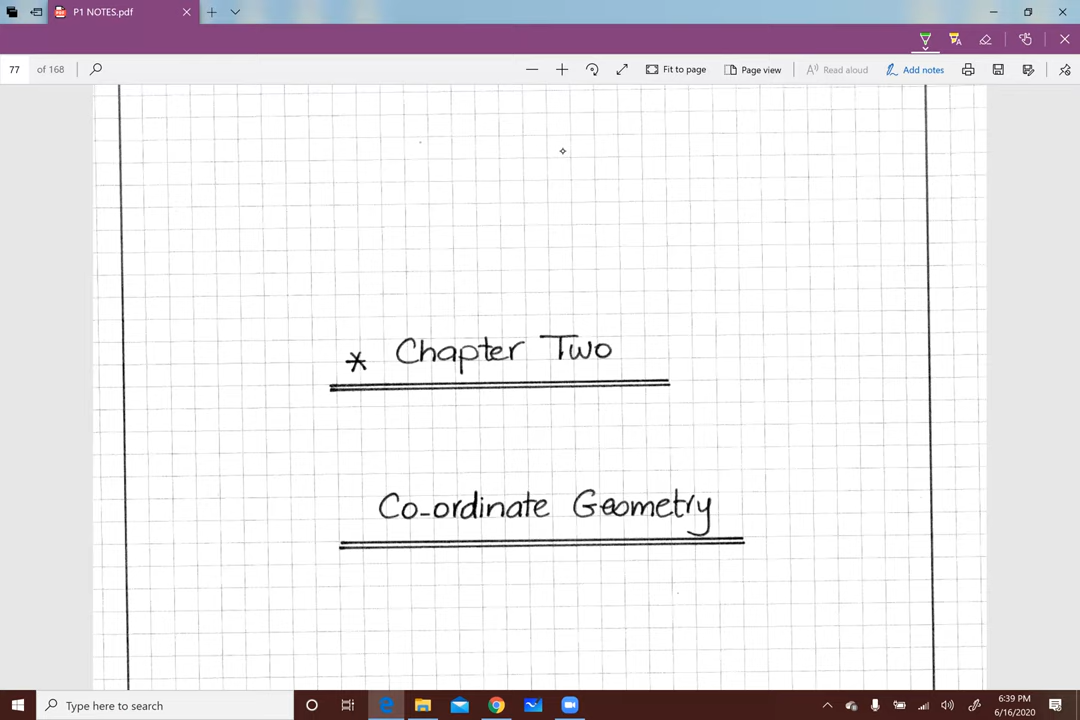 P1 NOTES.pdf
77 of 168
Fit to page
Page view
Read aloud
Add notes
* Chapter Two
Co-ordinate Geometry
Type here to search
6:39 PM
6/16/2020